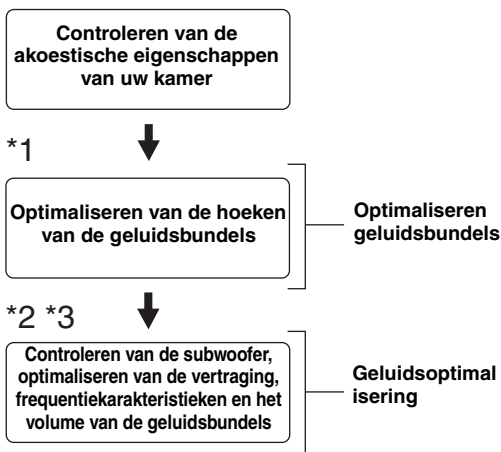 Controleren van de
akoestische eigenschappen
van uw kamer
*1
Optimaliseren van de hoeken
van de geluidsbundels
Optimaliseren
geluidsbundels
*2 *3
Controleren van de subwoofer,
optimaliseren van de vertraging,
frequentiekarakteristieken en het
volume van de geluidsbundels
Geluidsoptimal
isering